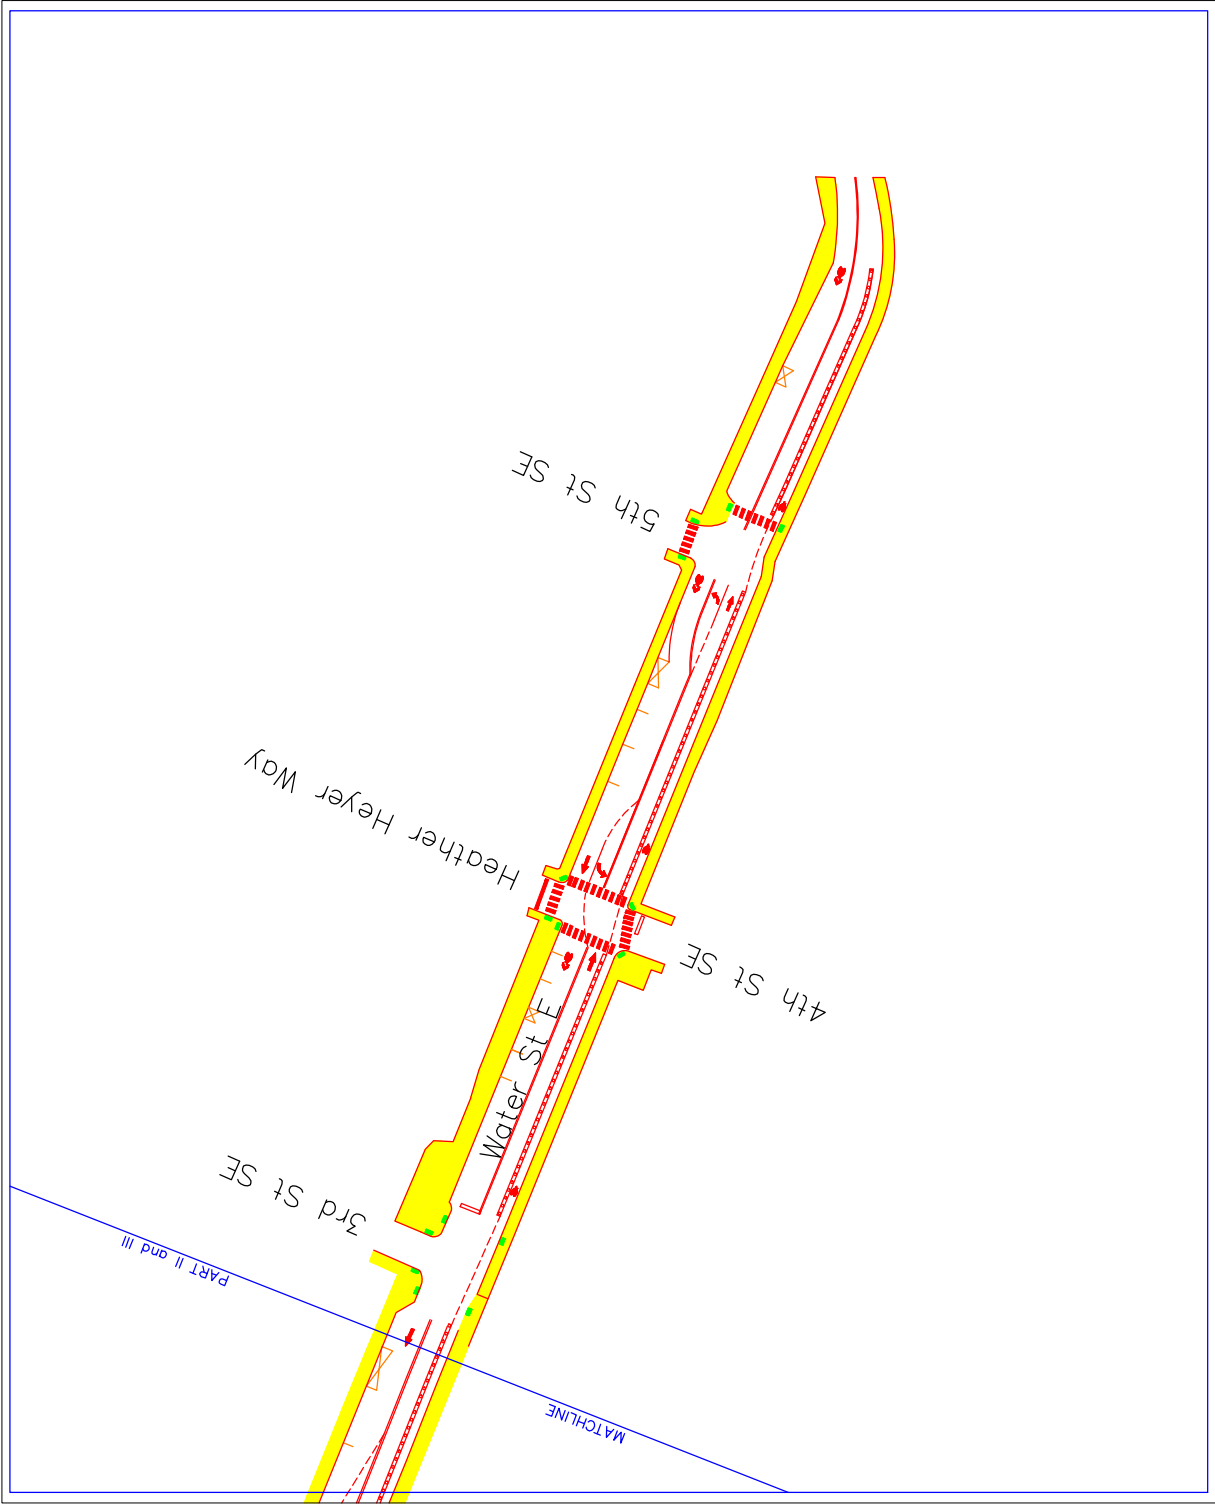 5th St SE
Heather Heyer Way
4th St SE
Water St E
3rd St SE
PART II and III
MATCHLINE